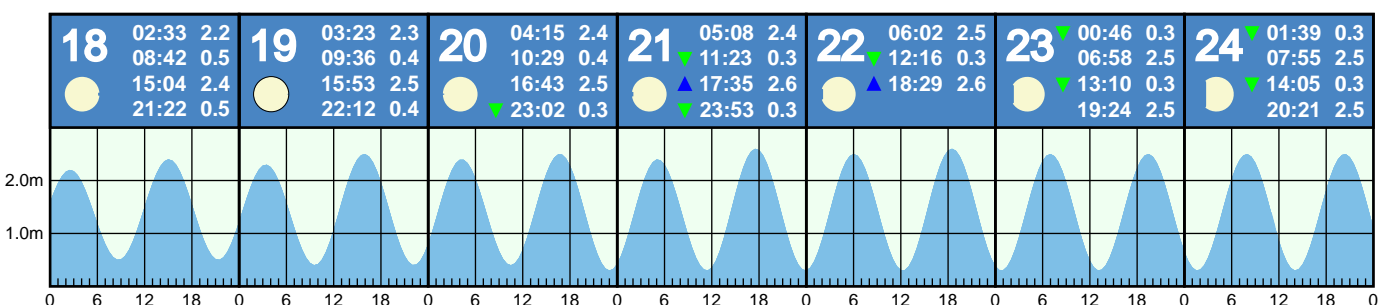 18
02:33 2.2
08:42 0.5
15:04 2.4
21:22 0.5
19
03:23 2.3
09:36 0.4
15:53 2.5
22:12 0.4
20
04:15 2.4
10:29 0.4
16:43 2.5
▼ 23:02 0.3
21
05:08 2.4
▼ 11:23 0.3
▲ 17:35 2.6
▼ 23:53 0.3
22
06:02 2.5
▼ 12:16 0.3
▲ 18:29 2.6
23
▼ 00:46 0.3
06:58 2.5
▼ 13:10 0.3
19:24 2.5
24
▼ 01:39 0.3
07:55 2.5
▼ 14:05 0.3
20:21 2.5
2.0m
1.0m
0 6 12 18 0 6 12 18 0 6 12 18 0 6 12 18 0 6 12 18 0 6 12 18 0 6 12 18 0